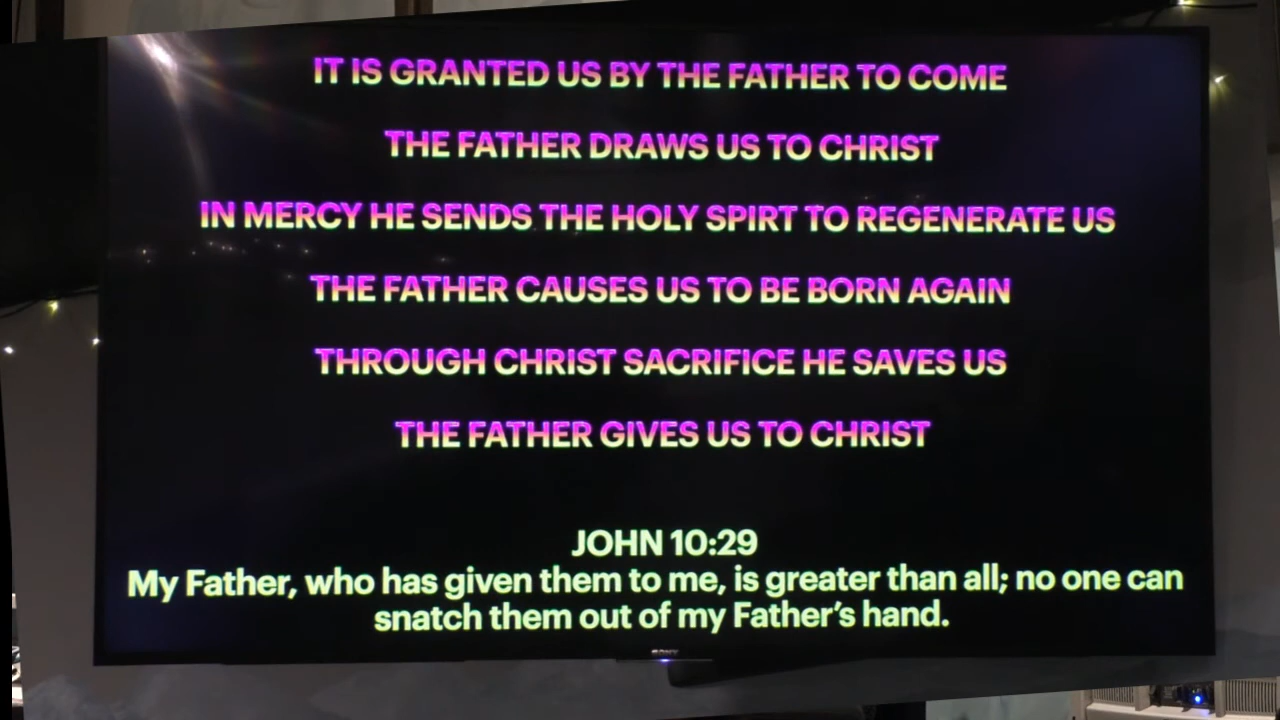 IT IS GRANTED US BY THE FATHER TO COME
THE FATHER DRAWS US TO CHRIST
IN MERCY HE SENDS THE HOLY SPIRT TO REGENERATE US
THE FATHER CAUSES US TO BE BORN AGAIN
THROUGH CHRIST SACRIFICE HE SAVES US
THE FATHER GIVES US TO CHRIST
JOHN 10:29
My Father, who has given them to me, is greater than all; no one can
snatch them out of my Father's hand.
SONY